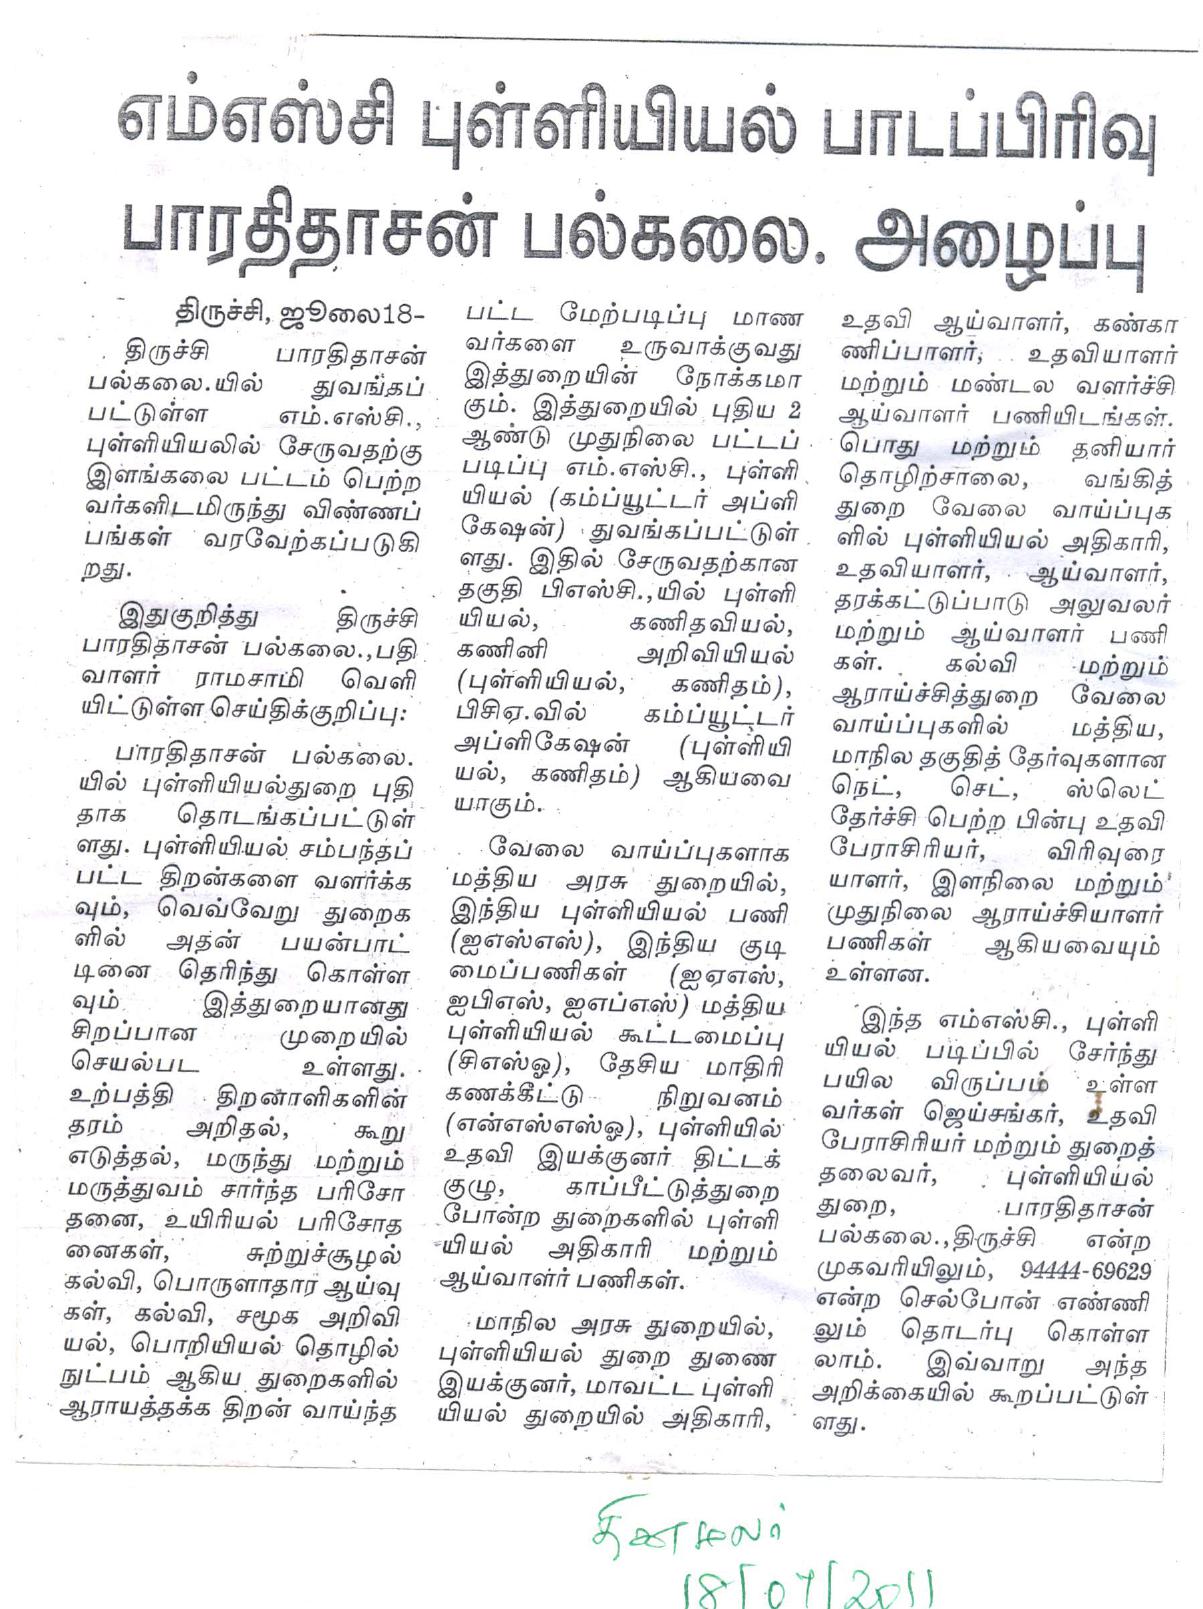 எம்எஸ்சி புள்ளியியல் பாடப்பிரிவு
பாரதிதாசன் பல்கலை. அழைப்பு
திருச்சி, ஜூலை18-
திருச்சி பாரதிதாசன்
பல்கலை.யில் துவங்கப்
பட்டுள்ள எம்.எஸ்சி.,
புள்ளியியலில் சேருவதற்கு
இளங்கலை பட்டம் பெற்ற
வர்களிடமிருந்து விண்ணப்
பங்கள் வரவேற்கப்படுகி
றது.
இதுகுறித்து திருச்சி
பாரதிதாசன் பல்கலை.,பதி
வாளர் ராமசாமி வெளி
யிட்டுள்ள செய்திக்குறிப்பு:
பாரதிதாசன் பல்கலை.
யில் புள்ளியியல்துறை புதி
தாக தொடங்கப்பட்டுள்
ளது. புள்ளியியல் சம்பந்தப்
பட்ட திறன்களை வளர்க்க
வும், வெவ்வேறு துறைக
ளில் அதன் பயன்பாட்
டினை தெரிந்து கொள்ள
வும் இத்துறையானது
சிறப்பான முறையில்
செயல்பட உள்ளது.
உற்பத்தி திறனாளிகளின்
தரம் அறிதல், கூறு
எடுத்தல், மருந்து மற்றும்
மருத்துவம் சார்ந்த பரிசோ
தனை, உயிரியல் பரிசோத
னைகள், சுற்றுச்சூழல்
கல்வி, பொருளாதார ஆய்வு
கள், கல்வி, சமூக அறிவி
யல், பொறியியல் தொழில்
நுட்பம் ஆகிய துறைகளில்
ஆராயத்தக்க திறன் வாய்ந்த
பட்ட மேற்படிப்பு மாண
வர்களை உருவாக்குவது
இத்துறையின் நோக்கமா
கும். இத்துறையில் புதிய 2
ஆண்டு முதுநிலை பட்டப்
படிப்பு எம்.எஸ்சி., புள்ளி
யியல் (கம்ப்யூட்டர் அப்ளி
கேஷன்) துவங்கப்பட்டுள்
ளது. இதில் சேருவதற்கான
தகுதி பிஎஸ்சி.,யில் புள்ளி
யியல், கணிதவியல்,
கணினி அறிவியியல்
(புள்ளியியல், கணிதம்),
பிசிஏ.வில் கம்ப்யூட்டர்
அப்ளிகேஷன் (புள்ளியி
யல், கணிதம்) ஆகியவை
யாகும்.
வேலை வாய்ப்புகளாக
மத்திய அரசு துறையில்,
இந்திய புள்ளியியல் பணி
(ஐஎஸ்எஸ்), இந்திய குடி
மைப்பணிகள் (ஐஏஎஸ்,
ஐபிஎஸ், ஐஎப்எஸ்) மத்திய
புள்ளியியல் கூட்டமைப்பு
(சிஎஸ்ஓ), தேசிய மாதிரி
கணக்கீட்டு நிறுவனம்
(என்எஸ்எஸ்ஓ), புள்ளியில்
உதவி இயக்குனர் திட்டக்
குழு, காப்பீட்டுத்துறை
போன்ற துறைகளில் புள்ளி
யியல் அதிகாரி மற்றும்
ஆய்வாளர் பணிகள்.
மாநில அரசு துறையில்,
புள்ளியியல் துறை துணை
இயக்குனர், மாவட்ட புள்ளி
யியல் துறையில் அதிகாரி,
உதவி ஆய்வாளர், கண்கா
ணிப்பாளர், உதவியாளர்
மற்றும் மண்டல வளர்ச்சி
ஆய்வாளர் பணியிடங்கள்.
பொது மற்றும் தனியார்
தொழிற்சாலை, வங்கித்
துறை வேலை வாய்ப்புக
ளில் புள்ளியியல் அதிகாரி,
உதவியாளர், ஆய்வாளர்,
தரக்கட்டுப்பாடு அலுவலர்
மற்றும் ஆய்வாளர் பணி
கள். கல்வி மற்றும்
ஆராய்ச்சித்துறை வேலை
வாய்ப்புகளில் மத்திய,
மாநில தகுதித் தேர்வுகளான
நெட், செட், ஸ்லெட்
தேர்ச்சி பெற்ற பின்பு உதவி
பேராசிரியர், விரிவுரை
யாளர், இளநிலை மற்றும்
முதுநிலை ஆராய்ச்சியாளர்
பணிகள் ஆகியவையும்
உள்ளன.
இந்த எம்எஸ்சி., புள்ளி
யியல் படிப்பில் சேர்ந்து
பயில விருப்பம் உள்ள
வர்கள் ஜெய்சங்கர், உதவி
பேராசிரியர் மற்றும் துறைத்
தலைவர், புள்ளியியல்
துறை, பாரதிதாசன்
பல்கலை.,திருச்சி என்ற
முகவரியிலும், 94444-69629
என்ற செல்போன் எண்ணி
லும் தொடர்பு கொள்ள
லாம். இவ்வாறு அந்த
அறிக்கையில் கூறப்பட்டுள்
ளது.
தினமலர்
18/07/2011